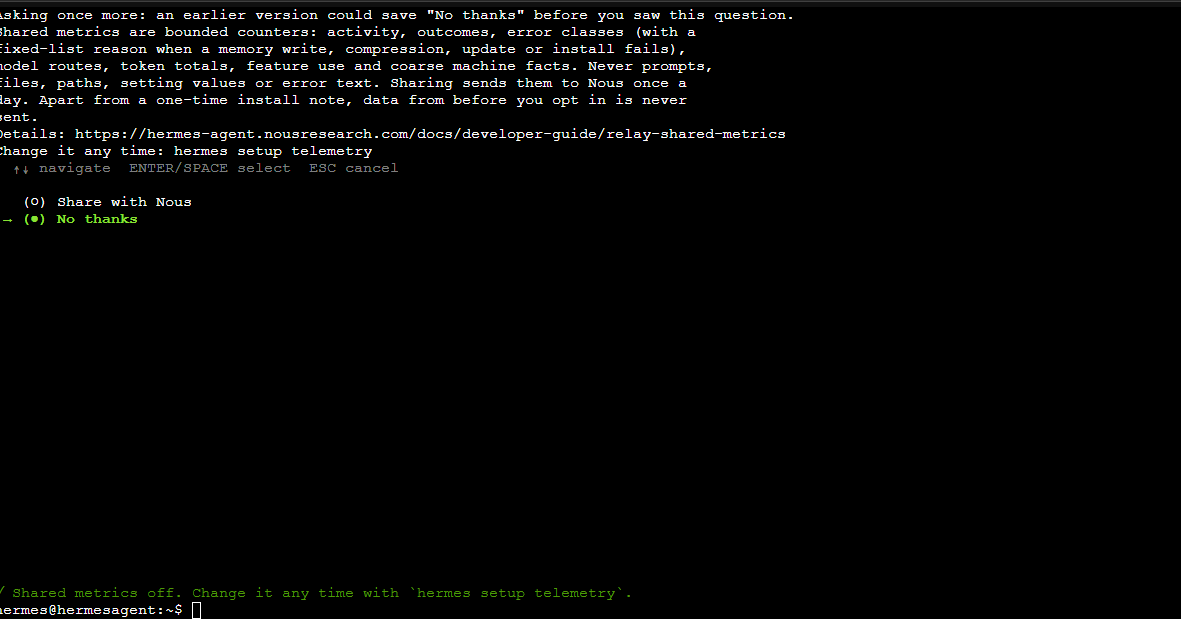 Asking once more: an earlier version could save "No thanks" before you saw this question.
Shared metrics are bounded counters: activity, outcomes, error classes (with a
fixed-list reason when a memory write, compression, update or install fails),
model routes, token totals, feature use and coarse machine facts. Never prompts,
files, paths, setting values or error text. Sharing sends them to Nous once a
day. Apart from a one-time install note, data from before you opt in is never
sent.
Details: https://hermes-agent.nousresearch.com/docs/developer-guide/relay-shared-metrics
Change it any time: hermes setup telemetry
↑↓ navigate  ENTER/SPACE select  ESC cancel
(○) Share with Nous
→ (●) No thanks
✓ Shared metrics off. Change it any time with `hermes setup telemetry`.
hermes@hermesagent:~$